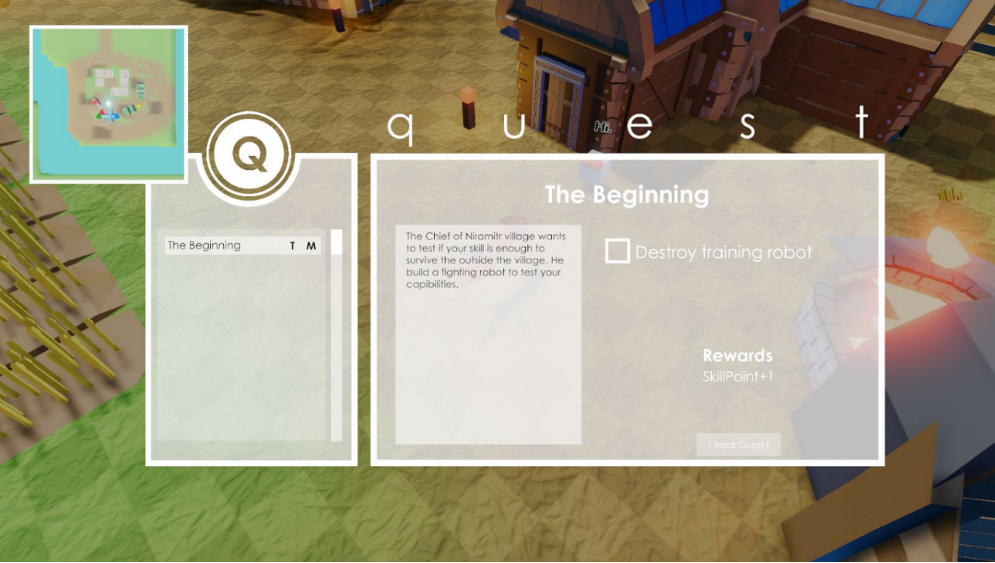 Q
quest
Hi.
The Beginning
The Beginning T M
The Chief of Niramitr village wants
to test if your skill is enough to
survive the outside the village. He
build a fighting robot to test your
capibilities.
Destroy training robot
Rewards
SkillPoint+1
[ Track Quest ]